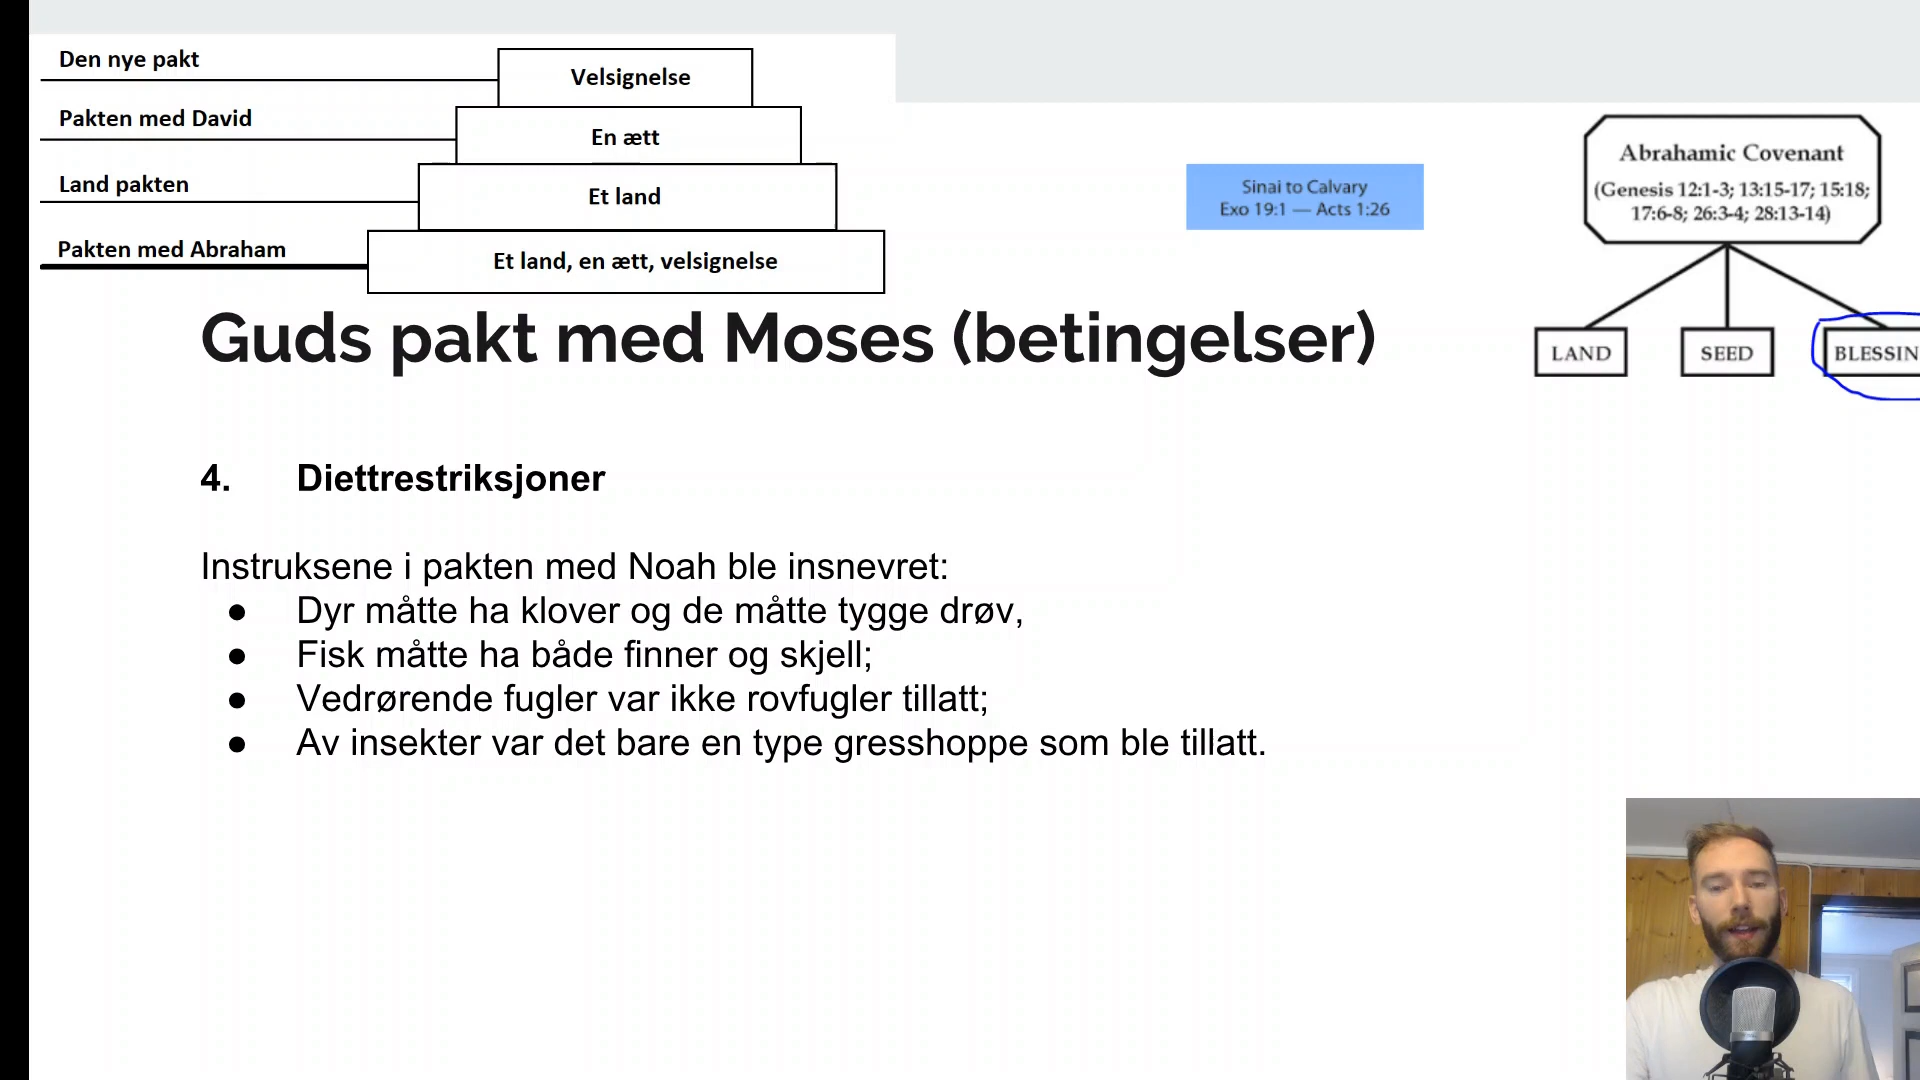 Den nye pakt
Velsignelse
Pakten med David
En ætt
Land pakten
Et land
Pakten med Abraham
Et land, en ætt, velsignelse
Sinai to Calvary
Exo 19:1 — Acts 1:26
Abrahamic Covenant
(Genesis 12:1-3; 13:15-17; 15:18;
17:6-8; 26:3-4; 28:13-14)
LAND
SEED
BLESSIN
Guds pakt med Moses (betingelser)
4. Diettrestriksjoner
Instruksene i pakten med Noah ble insnevret:
● Dyr måtte ha klover og de måtte tygge drøv,
● Fisk måtte ha både finner og skjell;
● Vedrørende fugler var ikke rovfugler tillatt;
● Av insekter var det bare en type gresshoppe som ble tillatt.